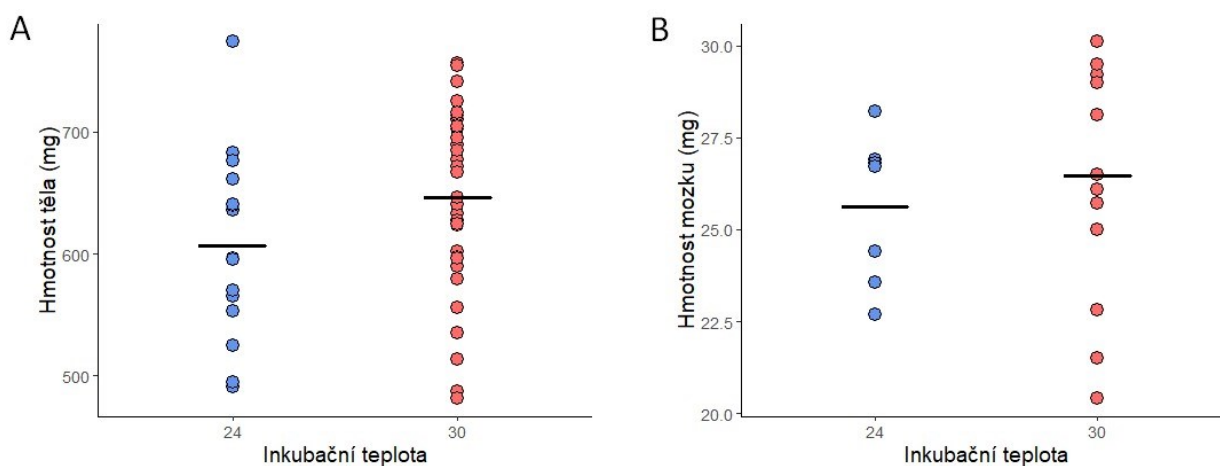 A
Hmotnost těla (mg)
700
600
500
24
30
Inkubační teplota
B
Hmotnost mozku (mg)
30.0
27.5
25.0
22.5
20.0
24
30
Inkubační teplota